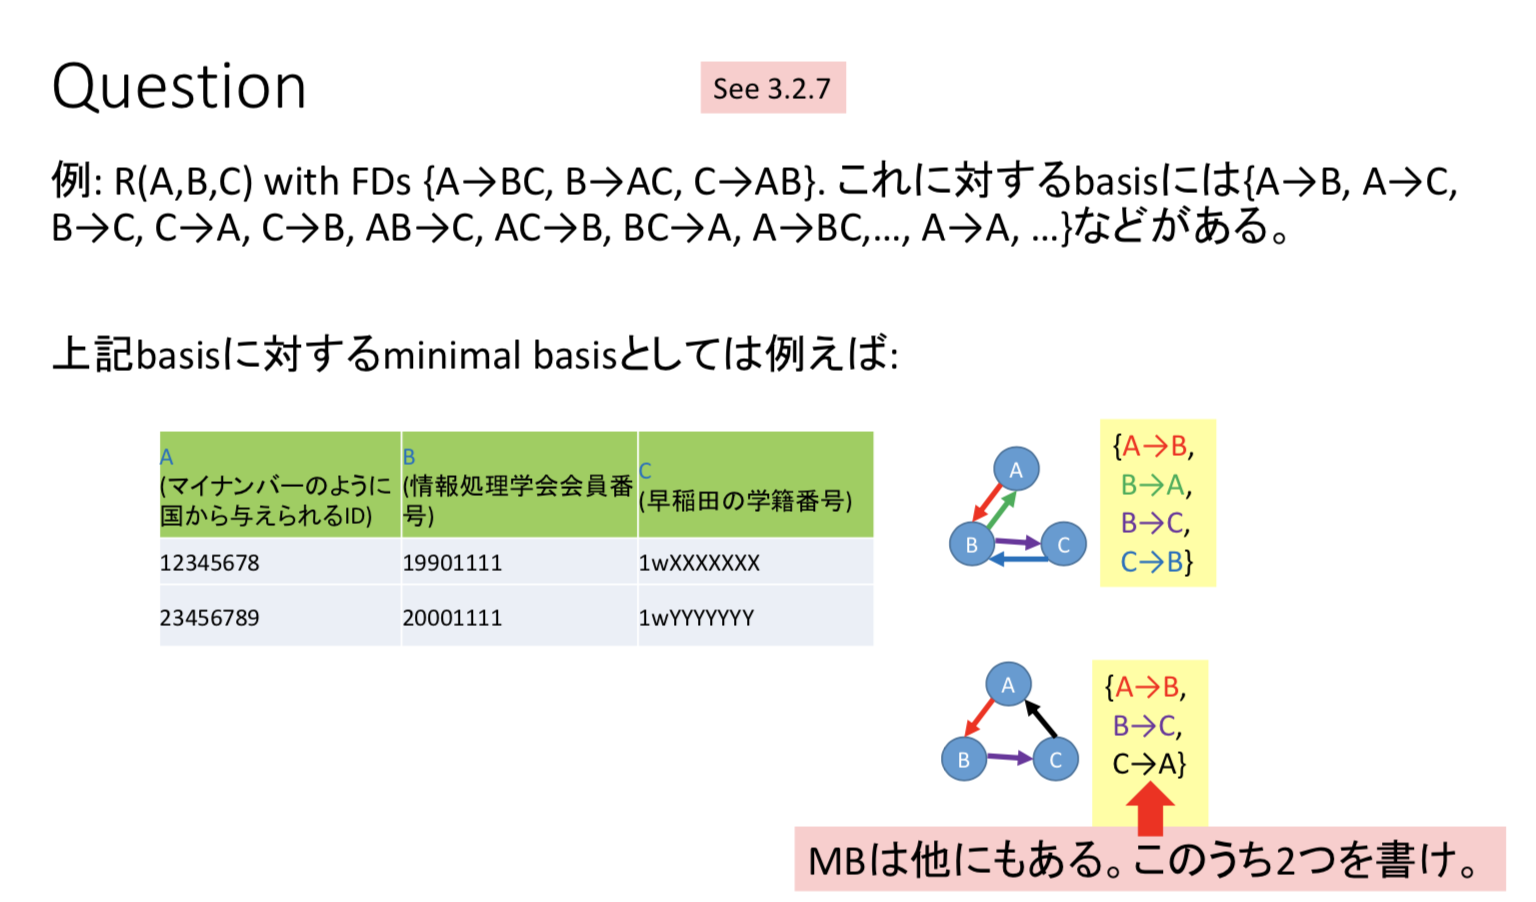 Question
See 3.2.7
例: R(A,B,C) with FDs {A→BC, B→AC, C→AB}. これに対するbasisには{A→B, A→C,
B→C, C→A, C→B, AB→C, AC→B, BC→A, A→BC,..., A→A, ...}などがある。
上記basisに対するminimal basisとしては例えば:
A
(マイナンバーのように
国から与えられるID)
B
(情報処理学会会員番
号)
C
(早稲田の学籍番号)
12345678
19901111
1wXXXXXXX
23456789
20001111
1wYYYYYYY
A
B
C
{A→B,
B→A,
B→C,
C→B}
A
B
C
{A→B,
B→C,
C→A}
MBは他にもある。このうち2つを書け。